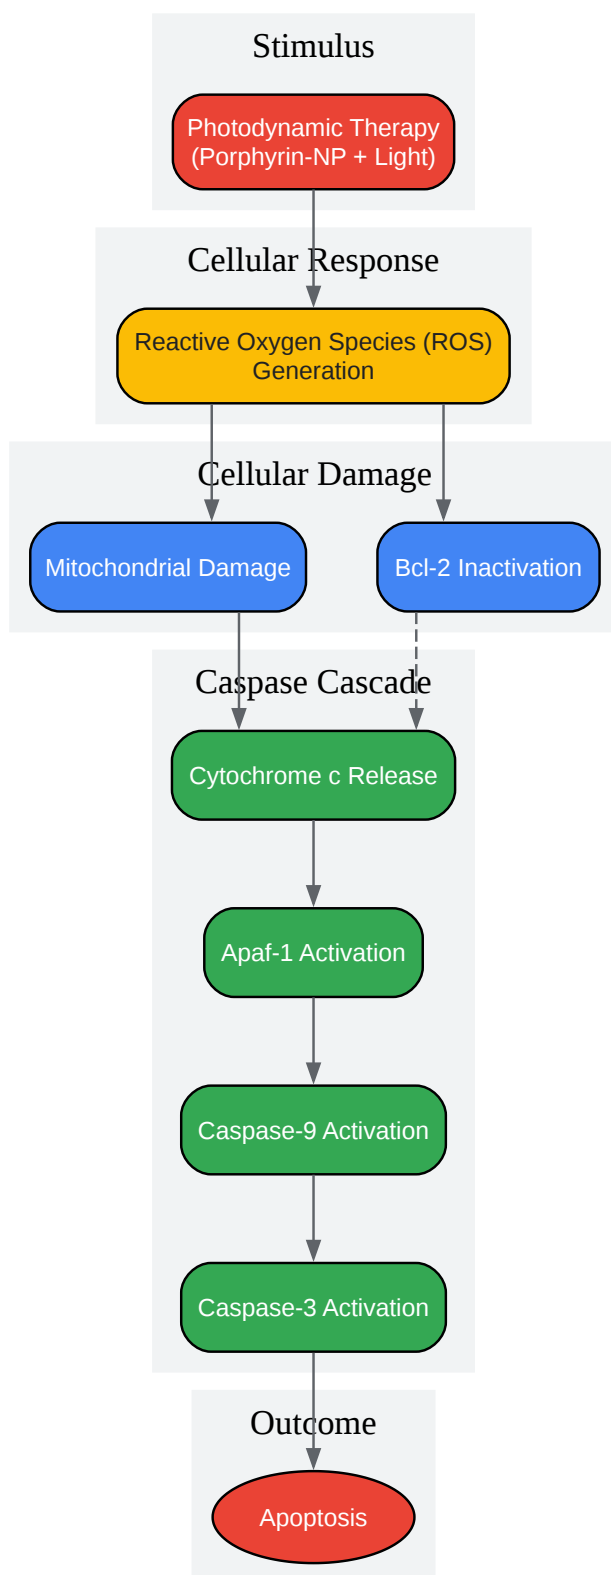 Stimulus
Photodynamic Therapy
(Porphyrin-NP + Light)
Cellular Response
Reactive Oxygen Species (ROS)
Generation
Cellular Damage
Mitochondrial Damage
Bcl-2 Inactivation
Caspase Cascade
Cytochrome c Release
Apaf-1 Activation
Caspase-9 Activation
Caspase-3 Activation
Outcome
Apoptosis